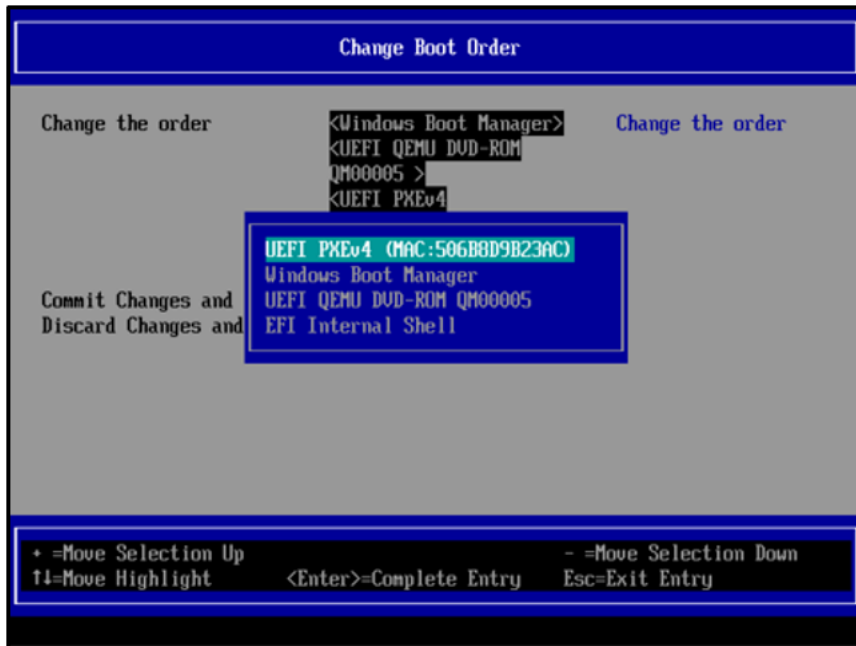 Change Boot Order
Change the order
<Windows Boot Manager>
Change the order
<UEFI QEMU DVD-ROM
QM00005 >
<UEFI PXEv4
UEFI PXEv4 (MAC:506B8D9B23AC)
Windows Boot Manager
UEFI QEMU DVD-ROM QM00005
EFI Internal Shell
Commit Changes and
Discard Changes and
+ =Move Selection Up
- =Move Selection Down
↑↓=Move Highlight
<Enter>=Complete Entry
Esc=Exit Entry